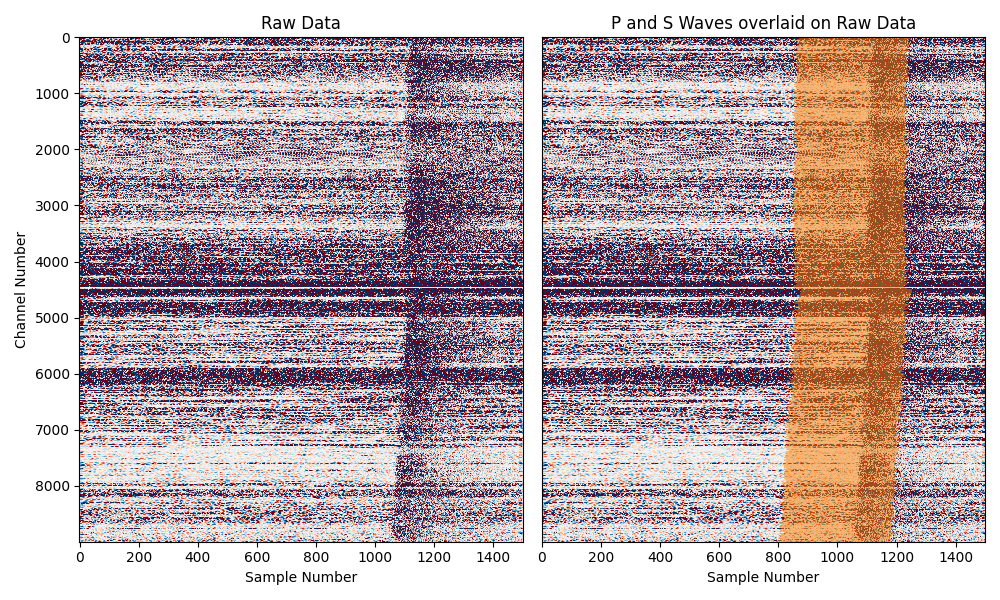 Raw Data
P and S Waves overlaid on Raw Data
Channel Number
0
1000
2000
3000
4000
5000
6000
7000
8000
0 200 400 600 800 1000 1200 1400
0 200 400 600 800 1000 1200 1400
Sample Number
Sample Number